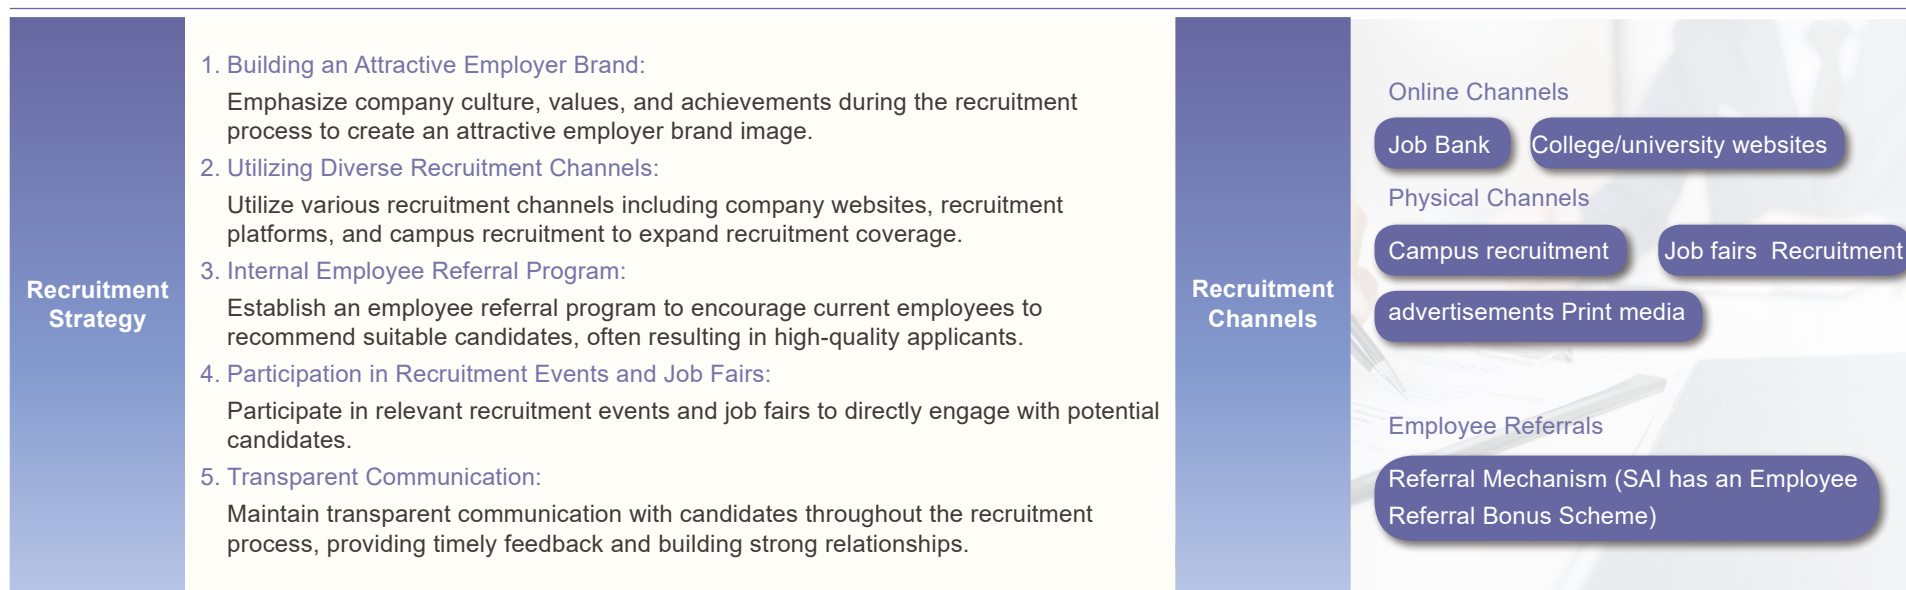 Recruitment
Strategy
1. Building an Attractive Employer Brand:
Emphasize company culture, values, and achievements during the recruitment
process to create an attractive employer brand image.
2. Utilizing Diverse Recruitment Channels:
Utilize various recruitment channels including company websites, recruitment
platforms, and campus recruitment to expand recruitment coverage.
3. Internal Employee Referral Program:
Establish an employee referral program to encourage current employees to
recommend suitable candidates, often resulting in high-quality applicants.
4. Participation in Recruitment Events and Job Fairs:
Participate in relevant recruitment events and job fairs to directly engage with potential
candidates.
5. Transparent Communication:
Maintain transparent communication with candidates throughout the recruitment
process, providing timely feedback and building strong relationships.
Recruitment
Channels
Online Channels
Job Bank College/university websites
Physical Channels
Campus recruitment Job fairs Recruitment
advertisements Print media
Employee Referrals
Referral Mechanism (SAI has an Employee
Referral Bonus Scheme)